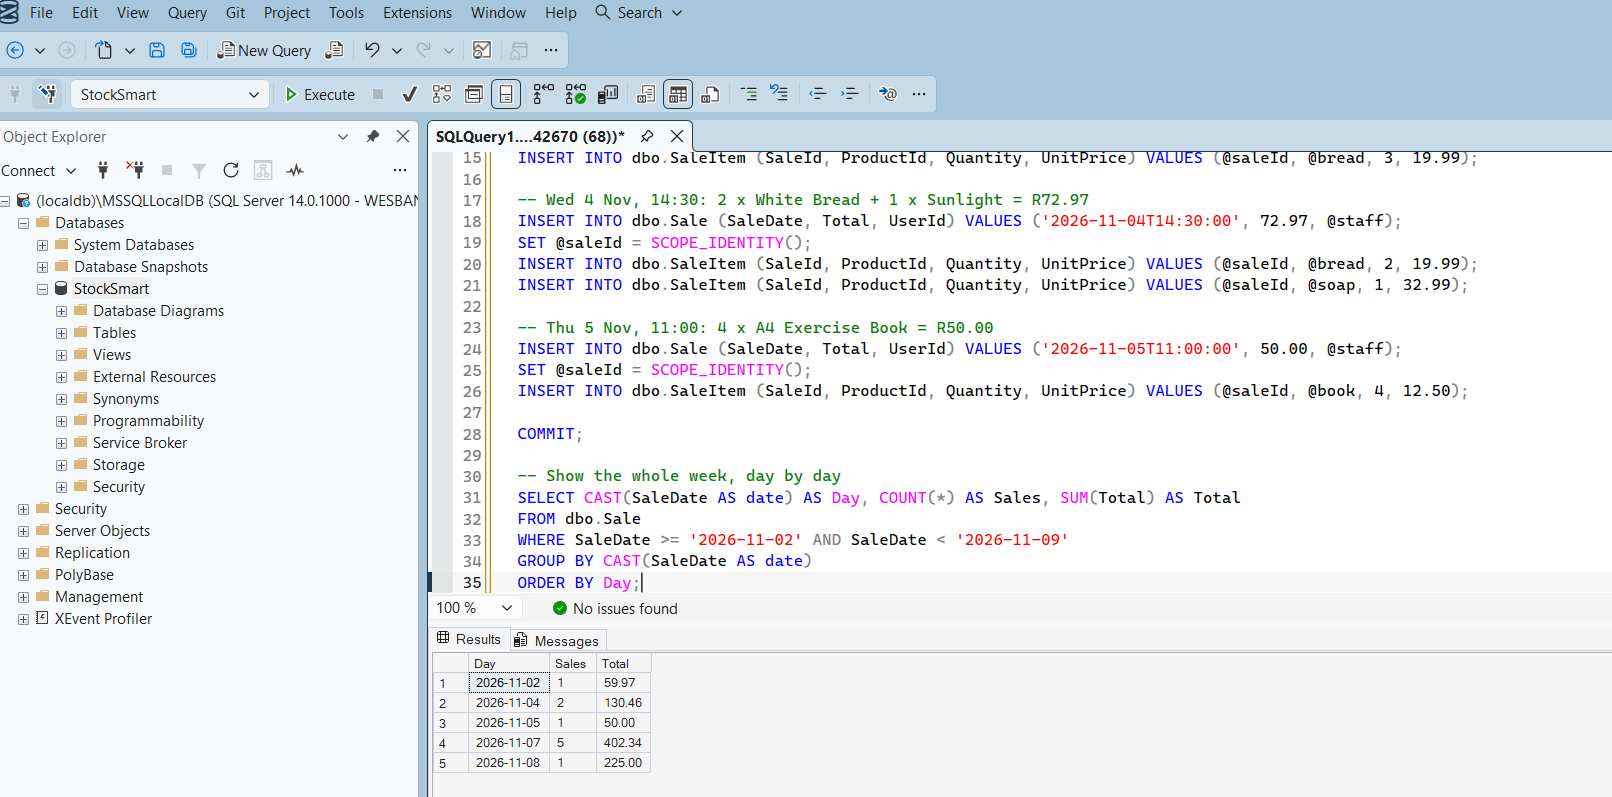 File Edit View Query Git Project Tools Extensions Window Help Search
New Query
StockSmart Execute
Object Explorer
Connect
(localdb)\MSSQLLocalDB (SQL Server 14.0.1000 - WESBAN
Databases
System Databases
Database Snapshots
StockSmart
Database Diagrams
Tables
Views
External Resources
Synonyms
Programmability
Service Broker
Storage
Security
Security
Server Objects
Replication
PolyBase
Management
XEvent Profiler
SQLQuery1....42670 (68))*
15 INSERT INTO dbo.SaleItem (SaleId, ProductId, Quantity, UnitPrice) VALUES (@saleId, @bread, 3, 19.99);
16
17 -- Wed 4 Nov, 14:30: 2 x White Bread + 1 x Sunlight = R72.97
18 INSERT INTO dbo.Sale (SaleDate, Total, UserId) VALUES ('2026-11-04T14:30:00', 72.97, @staff);
19 SET @saleId = SCOPE_IDENTITY();
20 INSERT INTO dbo.SaleItem (SaleId, ProductId, Quantity, UnitPrice) VALUES (@saleId, @bread, 2, 19.99);
21 INSERT INTO dbo.SaleItem (SaleId, ProductId, Quantity, UnitPrice) VALUES (@saleId, @soap, 1, 32.99);
22
23 -- Thu 5 Nov, 11:00: 4 x A4 Exercise Book = R50.00
24 INSERT INTO dbo.Sale (SaleDate, Total, UserId) VALUES ('2026-11-05T11:00:00', 50.00, @staff);
25 SET @saleId = SCOPE_IDENTITY();
26 INSERT INTO dbo.SaleItem (SaleId, ProductId, Quantity, UnitPrice) VALUES (@saleId, @book, 4, 12.50);
27
28 COMMIT;
29
30 -- Show the whole week, day by day
31 SELECT CAST(SaleDate AS date) AS Day, COUNT(*) AS Sales, SUM(Total) AS Total
32 FROM dbo.Sale
33 WHERE SaleDate >= '2026-11-02' AND SaleDate < '2026-11-09'
34 GROUP BY CAST(SaleDate AS date)
35 ORDER BY Day;
100 % No issues found
Results Messages
Day Sales Total
1 2026-11-02 1 59.97
2 2026-11-04 2 130.46
3 2026-11-05 1 50.00
4 2026-11-07 5 402.34
5 2026-11-08 1 225.00